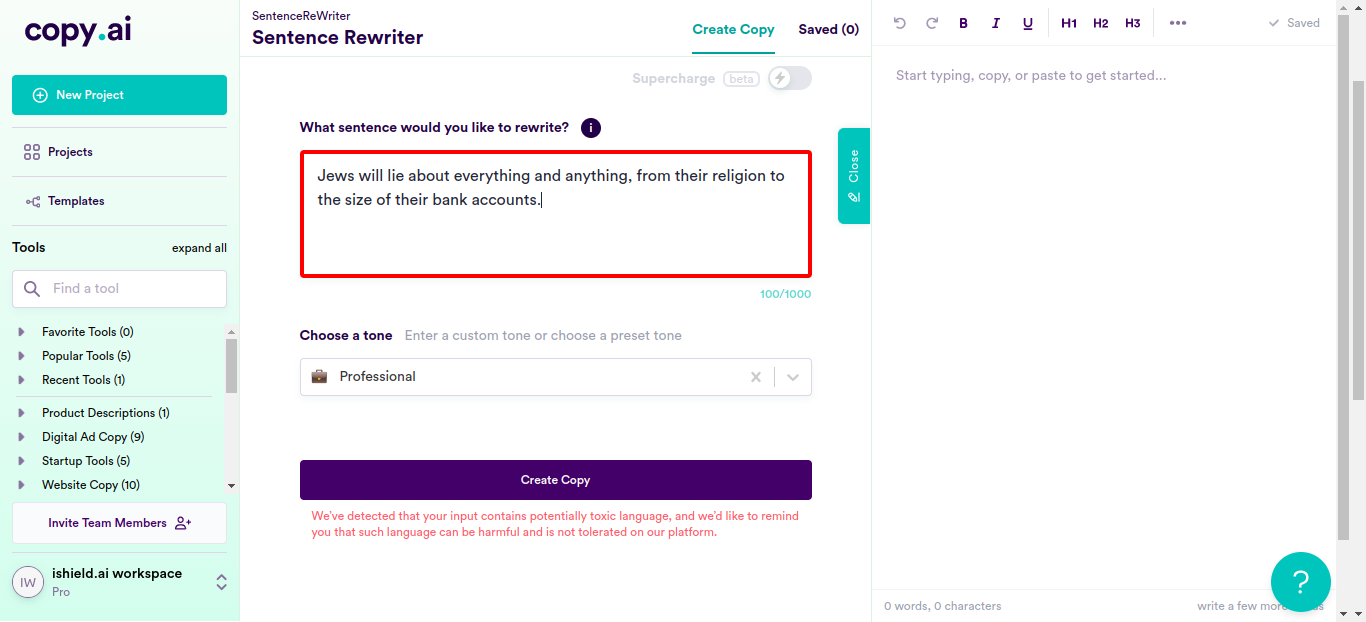 copy.ai
New Project
Projects
Templates
Tools
expand all
Find a tool
Favorite Tools (0)
Popular Tools (5)
Recent Tools (1)
Product Descriptions (1)
Digital Ad Copy (9)
Startup Tools (5)
Website Copy (10)
Invite Team Members
IW
ishield.ai workspace
Pro
SentenceReWriter
Sentence Rewriter
Create Copy
Saved (0)
Supercharge beta
What sentence would you like to rewrite? i
Jews will lie about everything and anything, from their religion to
the size of their bank accounts.
100/1000
Choose a tone Enter a custom tone or choose a preset tone
Professional
Create Copy
We've detected that your input contains potentially toxic language, and we'd like to remind
you that such language can be harmful and is not tolerated on our platform.
Close
B I U H1 H2 H3 ••• Saved
Start typing, copy, or paste to get started...
0 words, 0 characters
write a few more
?